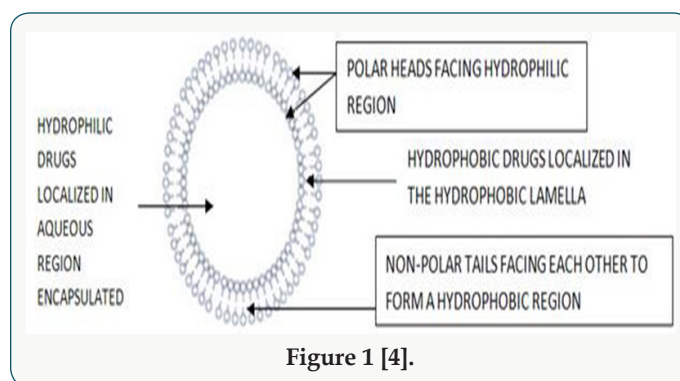 HYDROPHILIC
DRUGS
LOCALIZED IN
AQUEOUS
REGION
ENCAPSULATED
POLAR HEADS FACING HYDROPHILIC
REGION
HYDROPHOBIC DRUGS LOCALIZED IN
THE HYDROPHOBIC LAMELLA
NON-POLAR TAILS FACING EACH OTHER TO
FORM A HYDROPHOBIC REGION
Figure 1 [4].